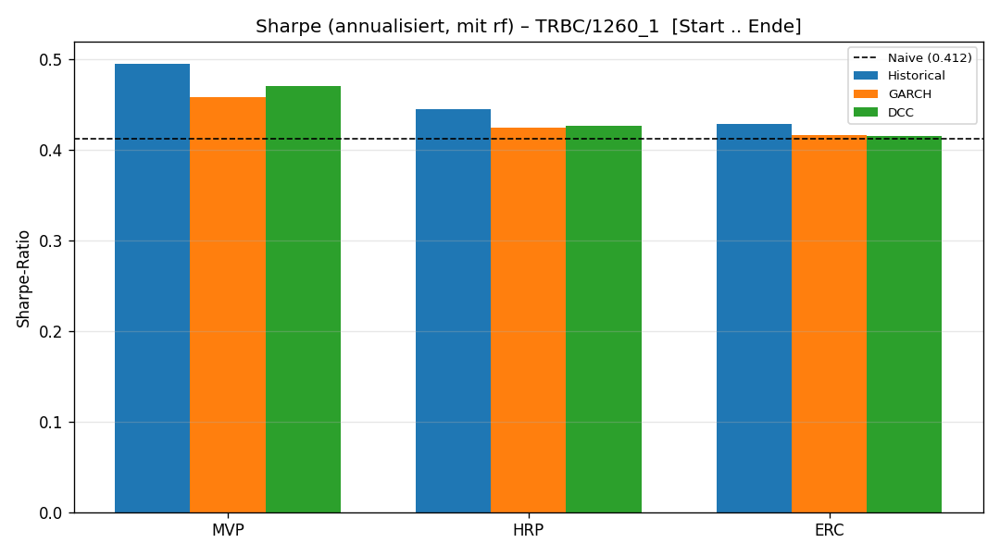 Sharpe (annualisiert, mit rf) – TRBC/1260_1  [Start .. Ende]
Naive (0.412)
Historical
GARCH
DCC
Sharpe-Ratio
0.5
0.4
0.3
0.2
0.1
0.0
MVP
HRP
ERC